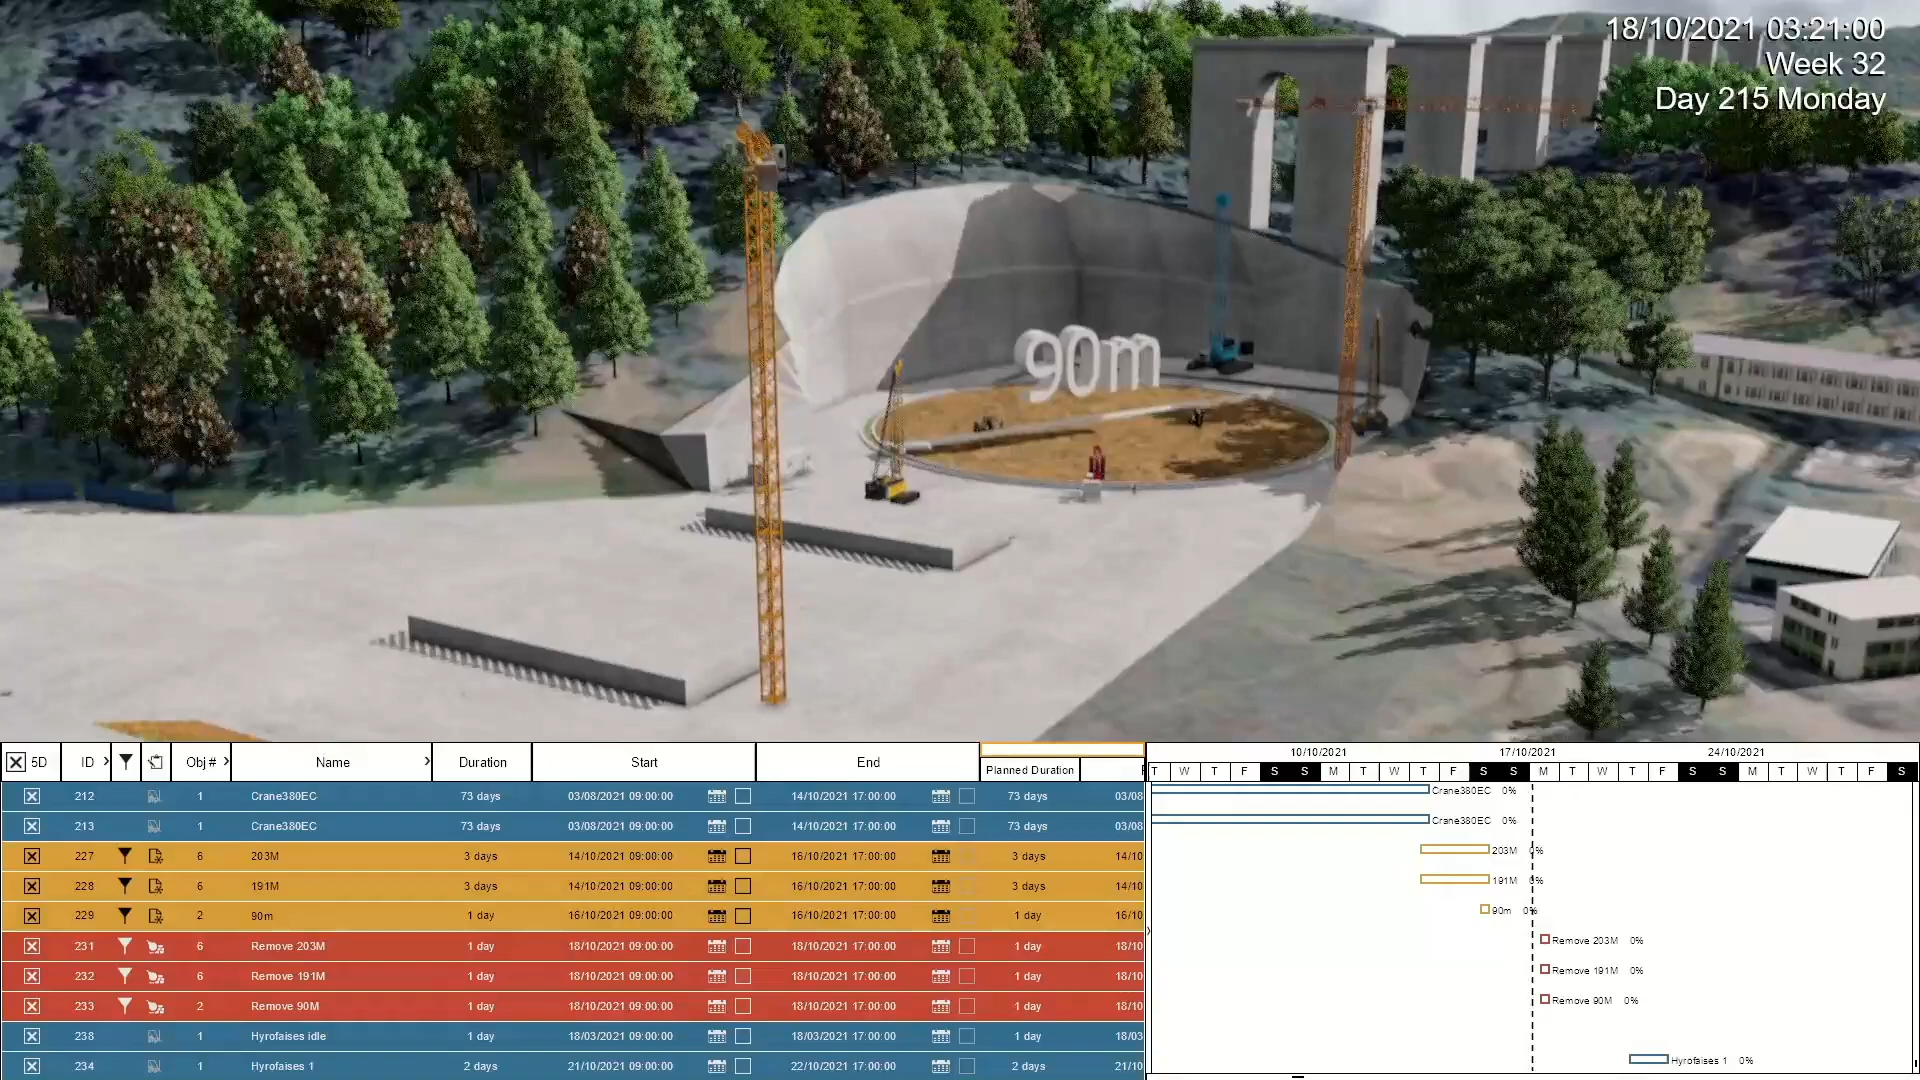 18/10/2021 03:21:00
Week 32
Day 215 Monday
90m
5D ID Obj # Name Duration Start End Planned Duration
10/10/2021 17/10/2021 24/10/2021
T W T F S S M T W T F S S M T W T F S S M T W T F S
212 1 Crane380EC 73 days 03/08/2021 09:00:00 14/10/2021 17:00:00 73 days 03/08 Crane380EC 0%
213 1 Crane380EC 73 days 03/08/2021 09:00:00 14/10/2021 17:00:00 73 days 03/08 Crane380EC 0%
227 6 203M 3 days 14/10/2021 09:00:00 16/10/2021 17:00:00 3 days 14/10 203M 0%
228 6 191M 3 days 14/10/2021 09:00:00 16/10/2021 17:00:00 3 days 14/10 191M 0%
229 2 90m 1 day 16/10/2021 09:00:00 16/10/2021 17:00:00 1 day 16/10 90m 0%
231 6 Remove 203M 1 day 18/10/2021 09:00:00 18/10/2021 17:00:00 1 day 18/10 Remove 203M 0%
232 6 Remove 191M 1 day 18/10/2021 09:00:00 18/10/2021 17:00:00 1 day 18/10 Remove 191M 0%
233 2 Remove 90M 1 day 18/10/2021 09:00:00 18/10/2021 17:00:00 1 day 18/10 Remove 90M 0%
238 1 Hyrofaises idle 1 day 18/03/2021 09:00:00 18/03/2021 17:00:00 1 day 18/03
234 1 Hyrofaises 1 2 days 21/10/2021 09:00:00 22/10/2021 17:00:00 2 days 21/10 Hyrofaises 1 0%